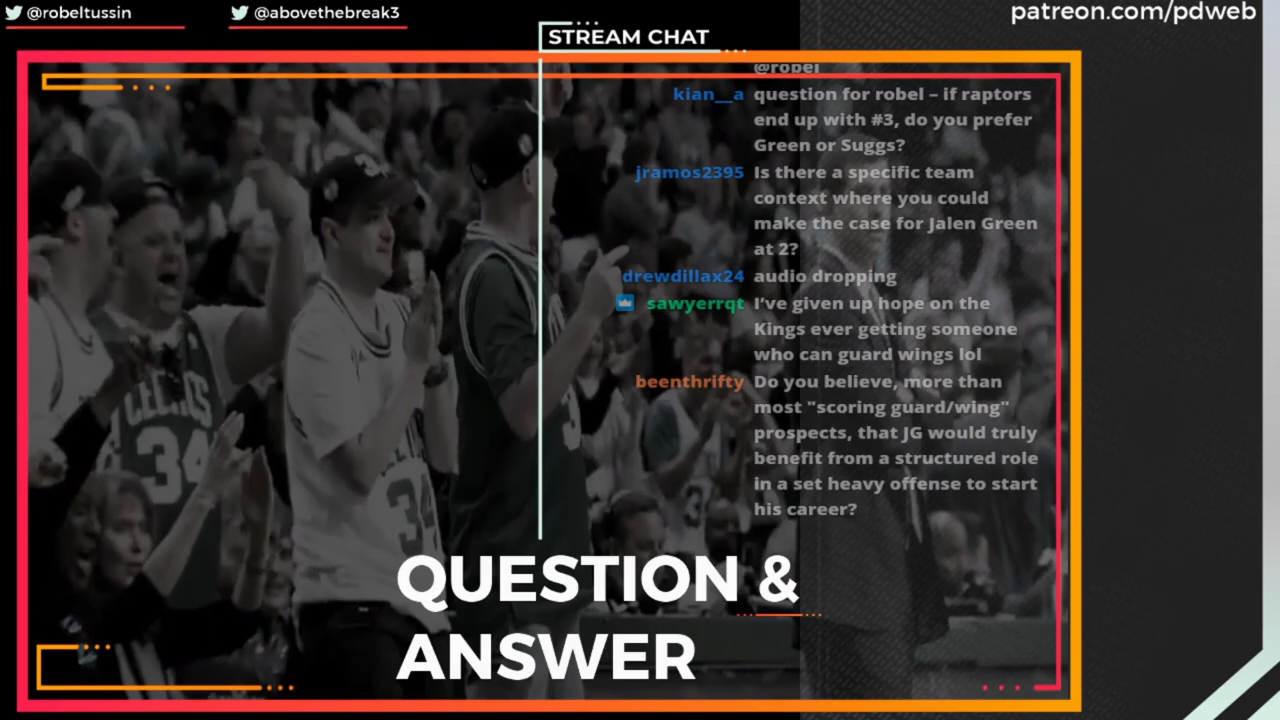 @robeltussin
@abovethebreak3
patreon.com/pdweb
STREAM CHAT
@robel
kian__a question for robel – if raptors
end up with #3, do you prefer
Green or Suggs?
jramos2395 Is there a specific team
context where you could
make the case for Jalen Green
at 2?
drewdillax24 audio dropping
sawyerrqt I've given up hope on the
Kings ever getting someone
who can guard wings lol
beenthrifty Do you believe, more than
most "scoring guard/wing"
prospects, that JG would truly
benefit from a structured role
in a set heavy offense to start
his career?
CELTICS
34
34
QUESTION &
ANSWER